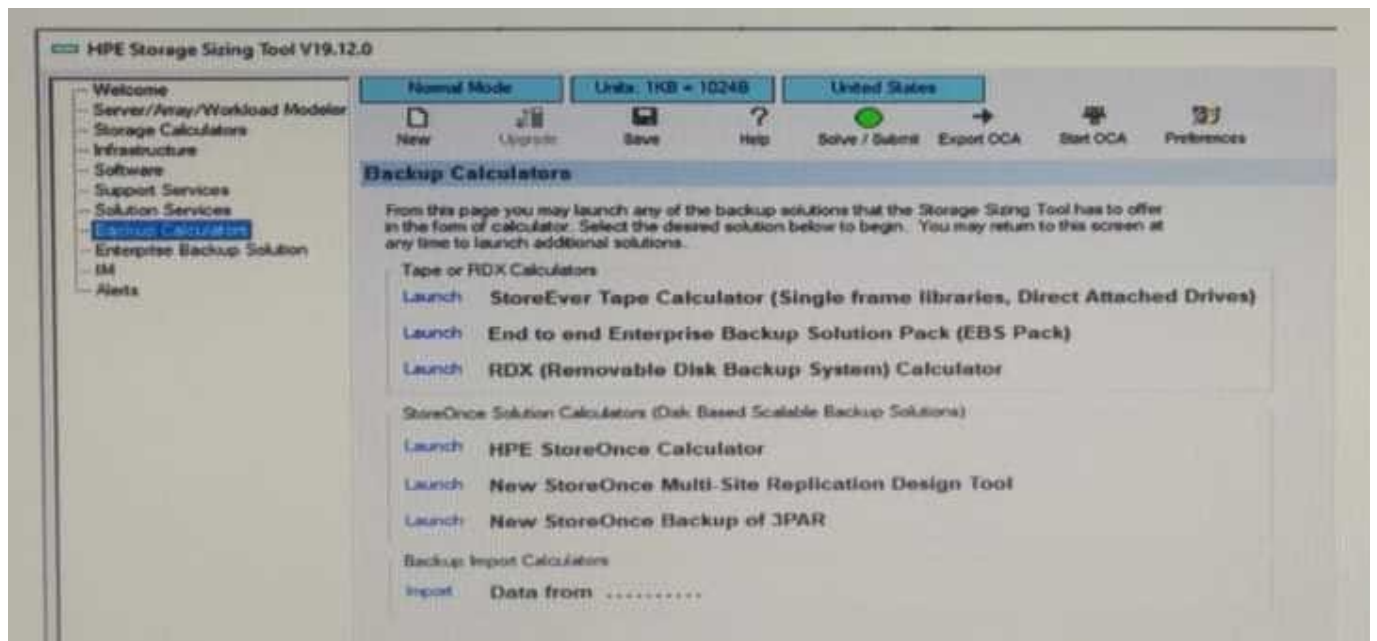 HPE Storage Sizing Tool V19.12.0
Welcome
Server/Array/Workload Modeler
Storage Calculators
Infrastructure
Software
Support Services
Solution Services
Backup Calculators
Enterprise Backup Solution
IM
Alerts
Normal Mode
Units: 1KB = 1024B
United States
New
Upgrade
Save
Help
Solve / Submit
Export OCA
Start OCA
Preferences
Backup Calculators
From this page you may launch any of the backup solutions that the Storage Sizing Tool has to offer
in the form of calculator. Select the desired solution below to begin. You may return to this screen at
any time to launch additional solutions.
Tape or RDX Calculators
Launch StoreEver Tape Calculator (Single frame libraries, Direct Attached Drives)
Launch End to end Enterprise Backup Solution Pack (EBS Pack)
Launch RDX (Removable Disk Backup System) Calculator
StoreOnce Solution Calculators (Disk Based Scalable Backup Solutions)
Launch HPE StoreOnce Calculator
Launch New StoreOnce Multi-Site Replication Design Tool
Launch New StoreOnce Backup of 3PAR
Backup Import Calculators
Import Data from ..........